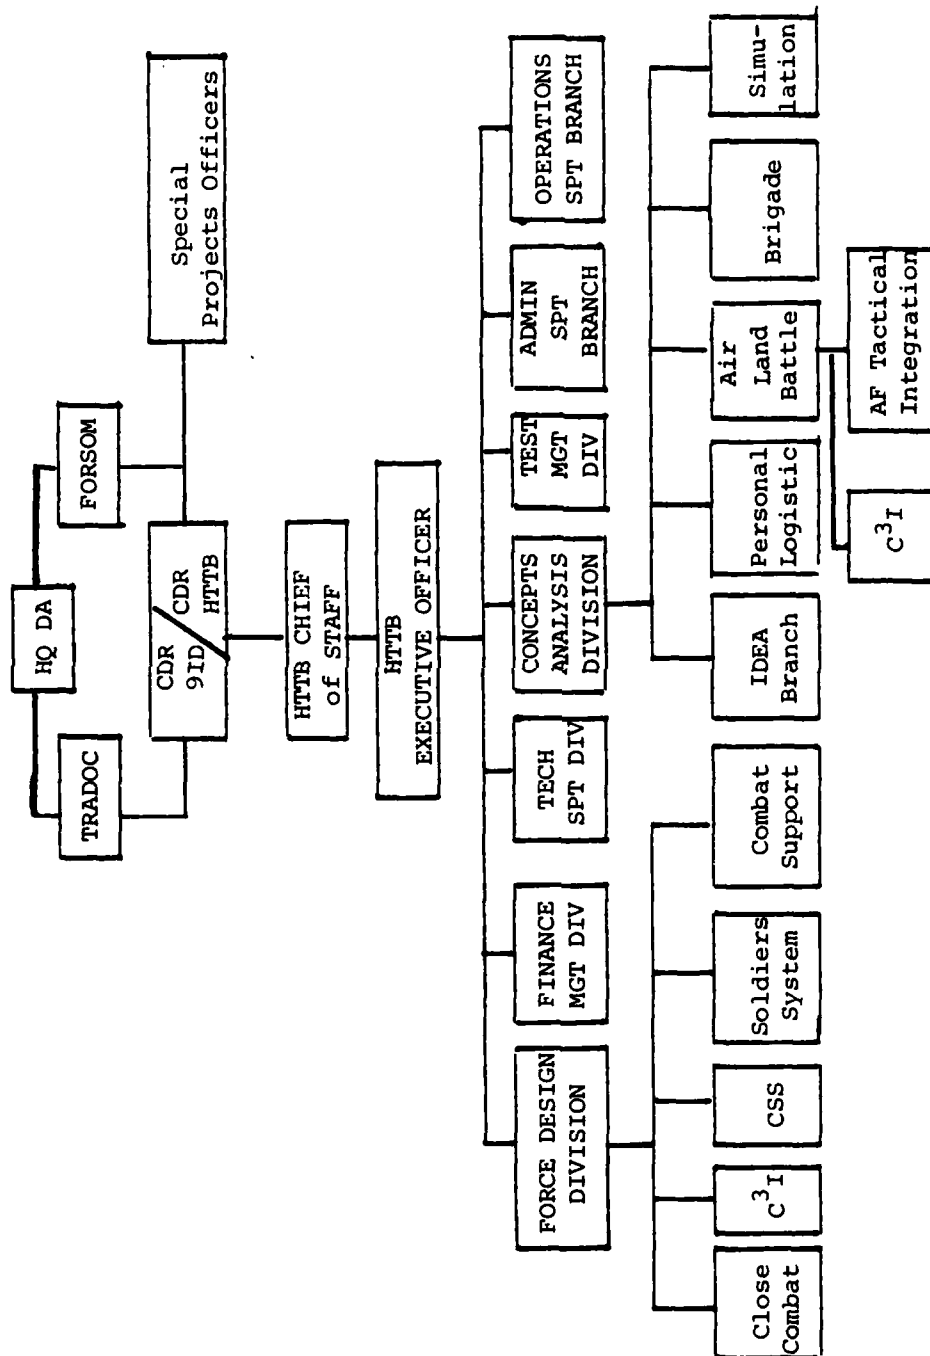 HQ DA
TRADOC
FORSOM
CDR
9ID
CDR
HTTB
Special
Projects Officers
HTTB CHIEF
of STAFF
HTTB
EXECUTIVE OFFICER
FORCE DESIGN
DIVISION
FINANCE
MGT DIV
TECH
SPT DIV
CONCEPTS
ANALYSIS
DIVISION
TEST
MGT
DIV
ADMIN
SPT
BRANCH
OPERATIONS
SPT BRANCH
Close
Combat
C³I
CSS
Soldiers
System
Combat
Support
IDEA
Branch
Personal
Logistic
Air
Land
Battle
Brigade
Simu-
lation
C³I
AF Tactical
Integration